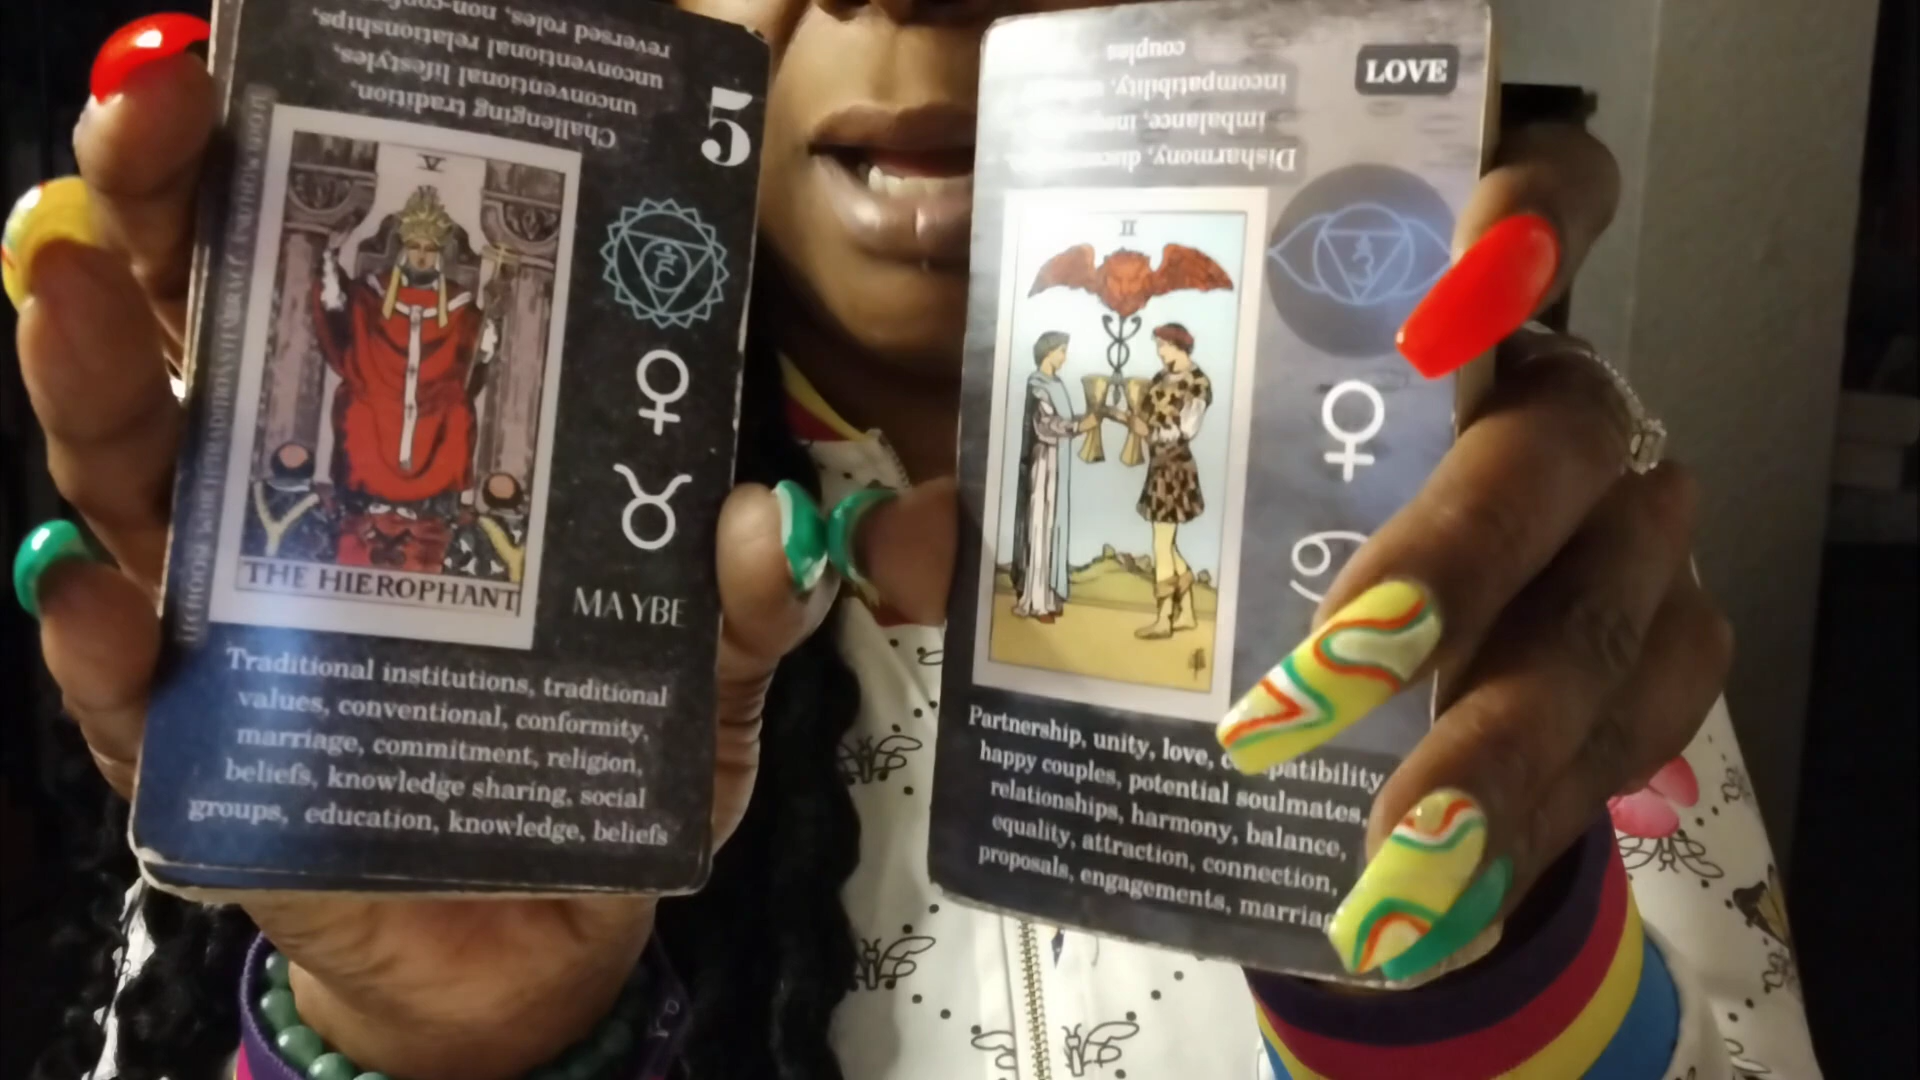 reversed roles,
unconventional relationships,
unconventional lifestyles,
Challenging tradition,
5
V
THE HIEROPHANT
MAYBE
Traditional institutions, traditional
values, conventional, conformity,
marriage, commitment, religion,
beliefs, knowledge sharing, social
groups, education, knowledge, beliefs
couples
incompatibility,
imbalance,
Disharmony,
LOVE
II
Partnership, unity, love,
happy couples, potential soulmates,
relationships, harmony, balance,
equality, attraction, connection,
proposals, engagements,